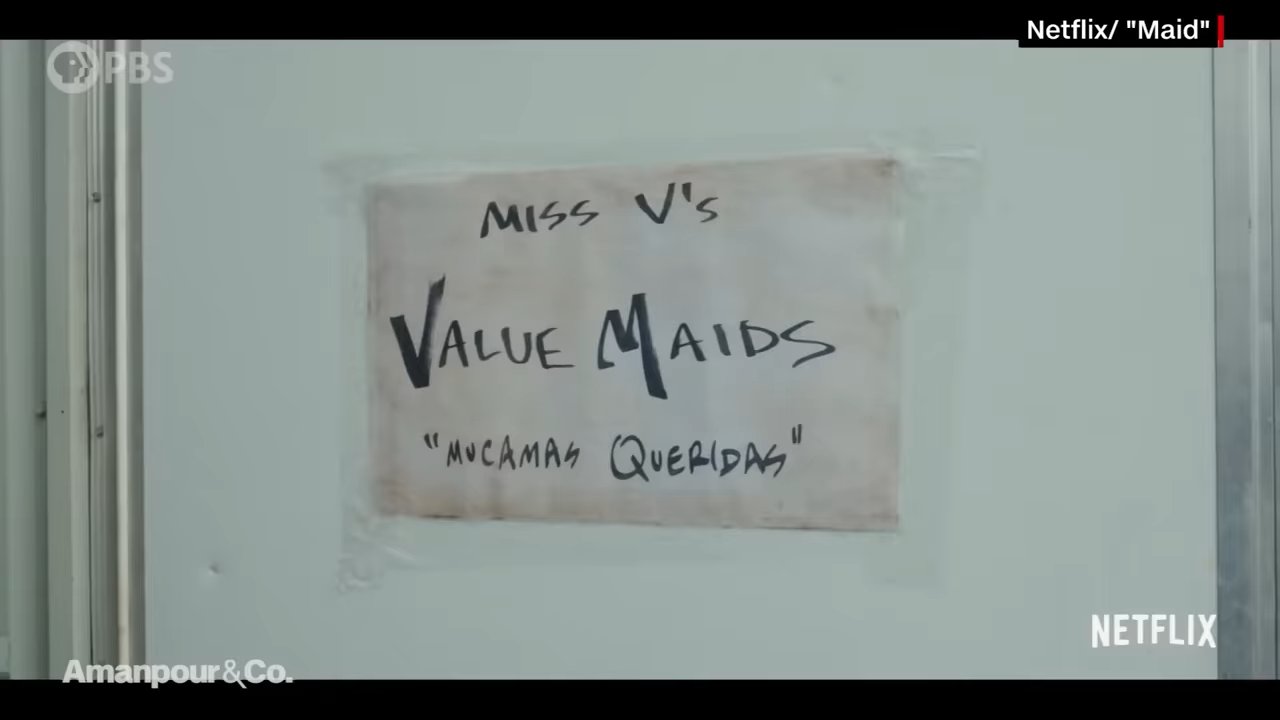 Netflix/ "Maid"
PBS
MISS V's
VALUE MAIDS
"MUCAMAS QUERIDAS"
NETFLIX
Amanpour&Co.